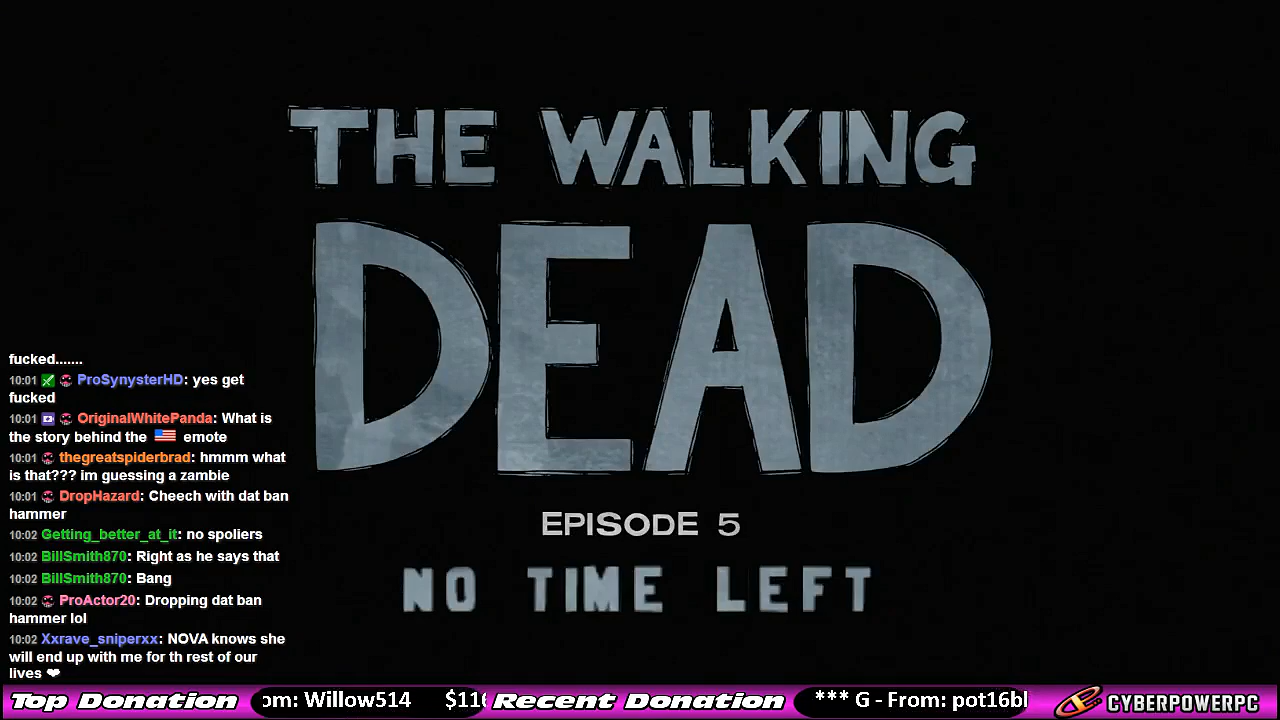 THE WALKING
DEAD
EPISODE 5
NO TIME LEFT
fucked.......
10:01 ProSynysterHD: yes get
fucked
10:01 OriginalWhitePanda: What is
the story behind the emote
10:01 thegreatspiderbrad: hmmm what
is that??? im guessing a zambie
10:01 DropHazard: Cheech with dat ban
hammer
10:02 Getting_better_at_it: no spoliers
10:02 BillSmith870: Right as he says that
10:02 BillSmith870: Bang
10:02 ProActor20: Dropping dat ban
hammer lol
10:02 Xxrave_sniperxx: NOVA knows she
will end up with me for th rest of our
lives ❤
Top Donation om: Willow514 $116 Recent Donation *** G - From: pot16bl CYBERPOWERPC